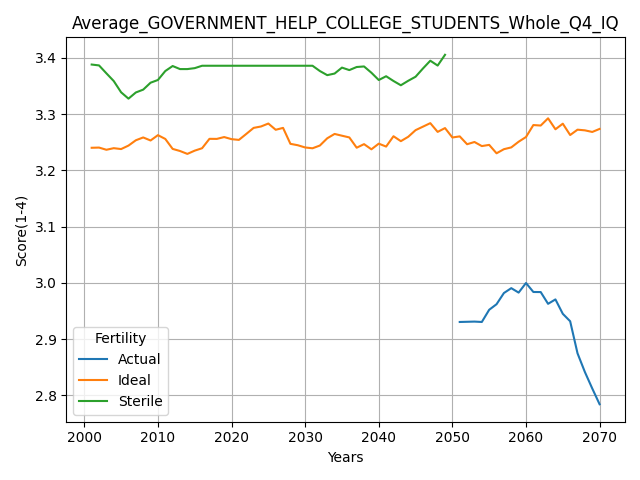 Average_GOVERNMENT_HELP_COLLEGE_STUDENTS_Whole_Q4_IQ
3.4
3.3
3.2
3.1
3.0
2.9
2.8
Score(1-4)
Fertility
Actual
Ideal
Sterile
2000 2010 2020 2030 2040 2050 2060 2070
Years